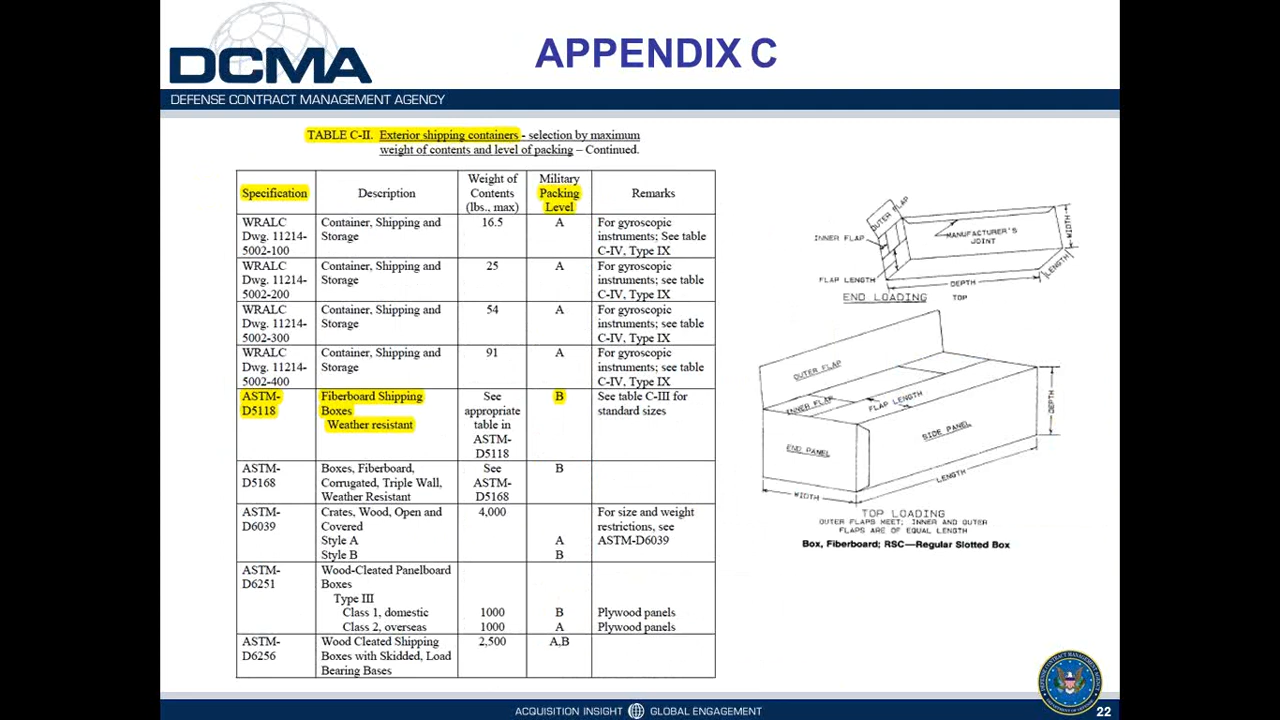 DCMA
APPENDIX C
DEFENSE CONTRACT MANAGEMENT AGENCY
TABLE C-II. Exterior shipping containers - selection by maximum
weight of contents and level of packing – Continued.
Specification
Description
Weight of
Contents
(lbs., max)
Military
Packing
Level
Remarks
WRALC
Dwg. 11214-
5002-100
Container, Shipping and
Storage
16.5
A
For gyroscopic
instruments; See table
C-IV, Type IX
WRALC
Dwg. 11214-
5002-200
Container, Shipping and
Storage
25
A
For gyroscopic
instruments; see table
C-IV, Type IX
WRALC
Dwg. 11214-
5002-300
Container, Shipping and
Storage
54
A
For gyroscopic
instruments; see table
C-IV, Type IX
WRALC
Dwg. 11214-
5002-400
Container, Shipping and
Storage
91
A
For gyroscopic
instruments; see table
C-IV, Type IX
ASTM-
D5118
Fiberboard Shipping
Boxes
Weather resistant
See
appropriate
table in
ASTM-
D5118
B
See table C-III for
standard sizes
ASTM-
D5168
Boxes, Fiberboard,
Corrugated, Triple Wall,
Weather Resistant
See
ASTM-
D5168
B
ASTM-
D6039
Crates, Wood, Open and
Covered
Style A
Style B
4,000
A
B
For size and weight
restrictions, see
ASTM-D6039
ASTM-
D6251
Wood-Cleated Panelboard
Boxes
Type III
Class 1, domestic
Class 2, overseas
1000
1000
B
A
Plywood panels
Plywood panels
ASTM-
D6256
Wood Cleated Shipping
Boxes with Skidded, Load
Bearing Bases
2,500
A,B
OUTER FLAP
INNER FLAP
MANUFACTURER'S
JOINT
WIDTH
FLAP LENGTH
DEPTH
LENGTH
END LOADING
TOP
OUTER FLAP
INNER FLAP
FLAP LENGTH
DEPTH
END PANEL
SIDE PANEL
WIDTH
LENGTH
TOP LOADING
OUTER FLAPS MEET; INNER AND OUTER
FLAPS ARE OF EQUAL LENGTH
Box, Fiberboard; RSC—Regular Slotted Box
ACQUISITION INSIGHT GLOBAL ENGAGEMENT
22